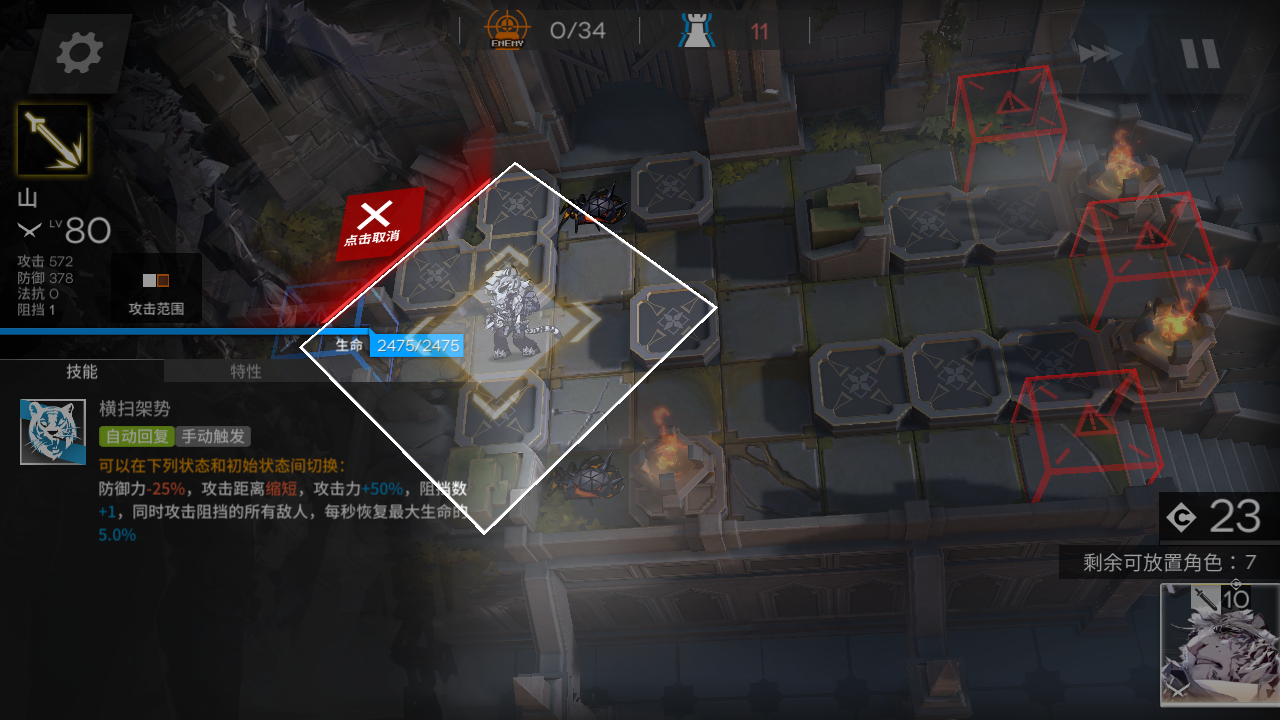 ENEMY
0/34
11
山
LV 80
攻击 572
防御 378
法抗 0
阻挡 1
攻击范围
点击取消
生命 2475/2475
技能
特性
横扫架势
自动回复 手动触发
可以在下列状态和初始状态间切换：
防御力-25%，攻击距离缩短，攻击力+50%，阻挡数
+1，同时攻击阻挡的所有敌人，每秒恢复最大生命的
5.0%
C 23
剩余可放置角色：7
10